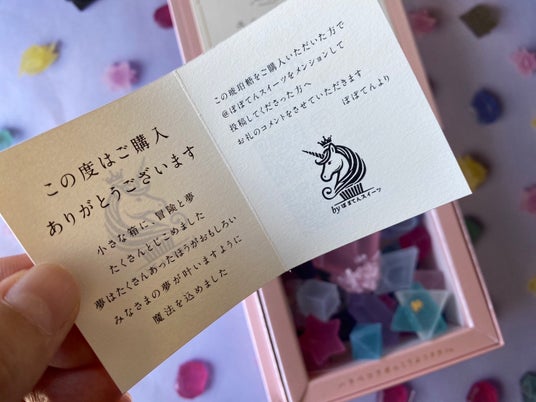 この度はご購入
ありがとうございます
小さな箱に、冒険と夢
たくさんとじこめました
夢はたくさんあったほうがおもしろい
みなさまの夢が叶いますように
魔法を込めました
この琥珀糖をご購入いただいた方で
@ぽぽてんスイーツをメンションして
投稿してくださった方へ
お礼のコメントをさせていただきます
ぽぽてんより
byぽぽてんスイーツ